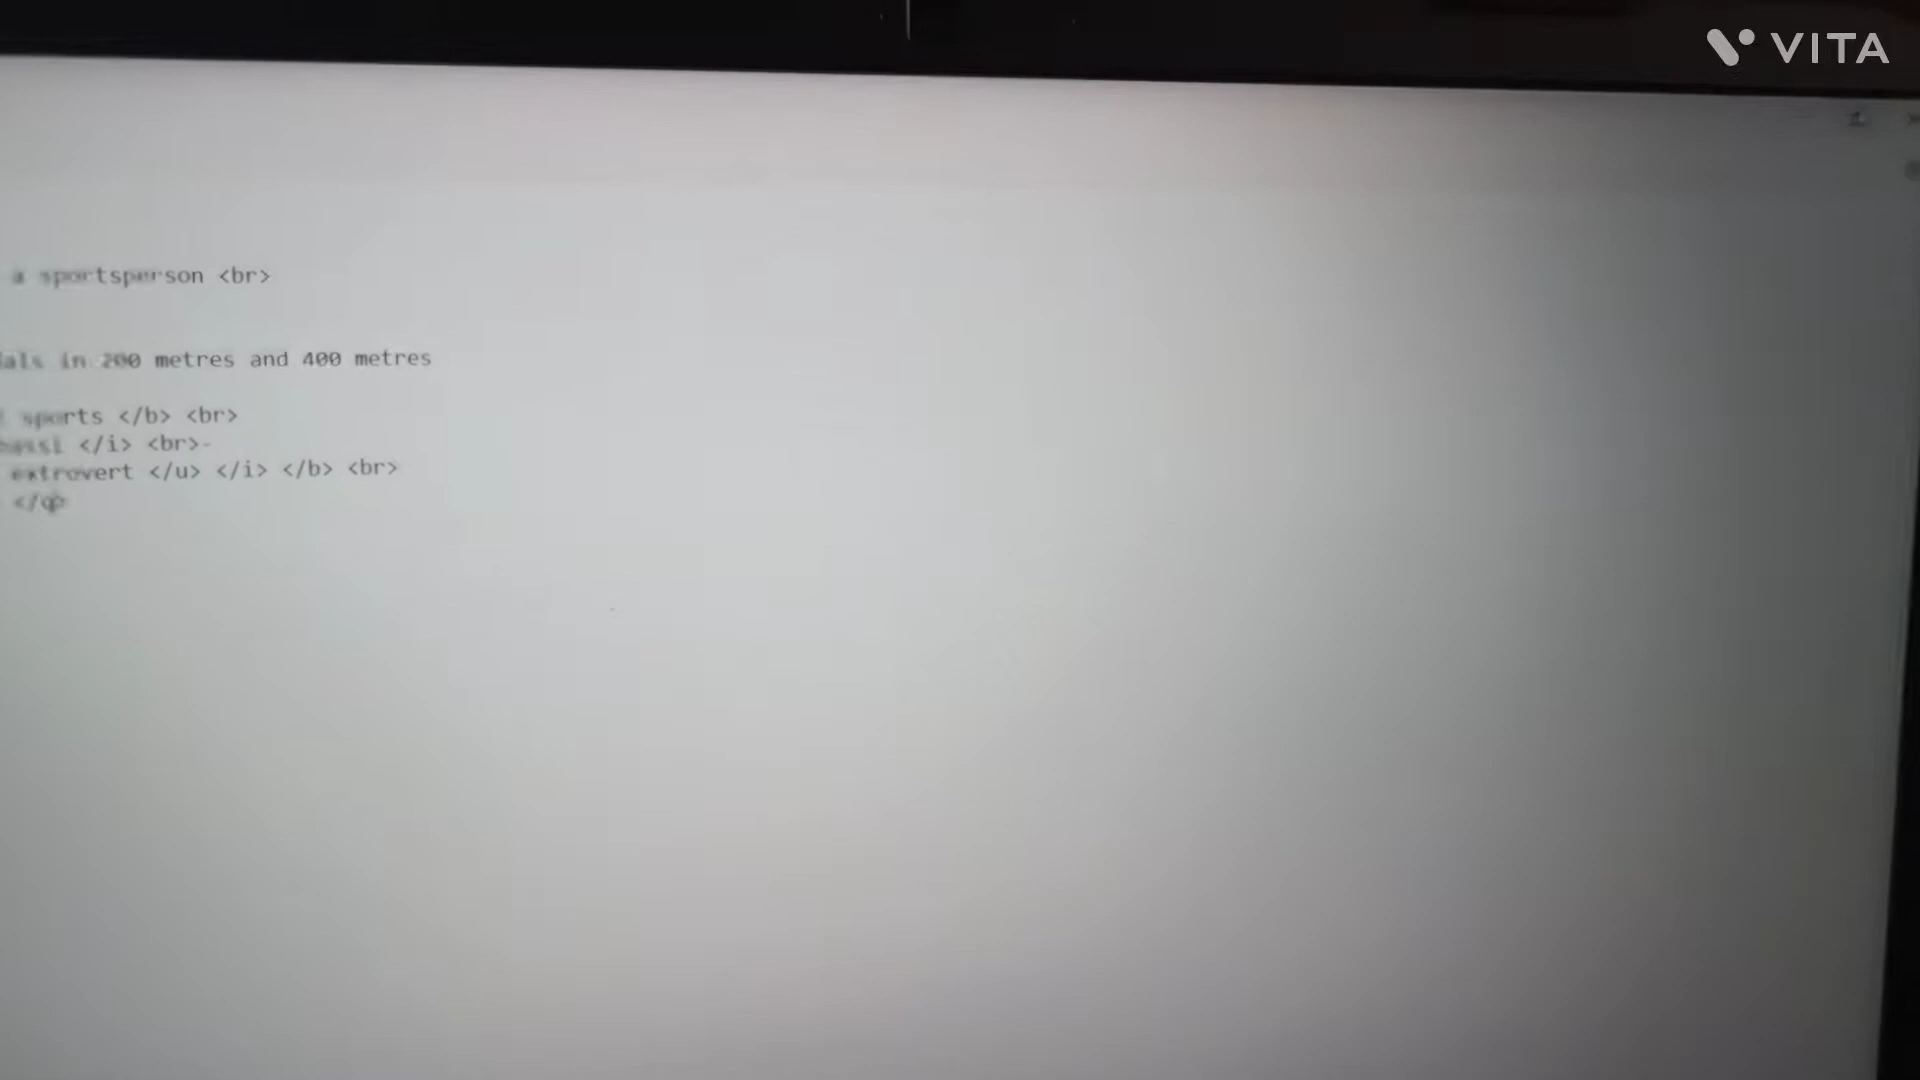 VITA
a sportsperson <br>
in 200 metres and 400 metres
sports </b> <br>
</i> <br>-
extrovert </u> </i> </b> <br>
</q>